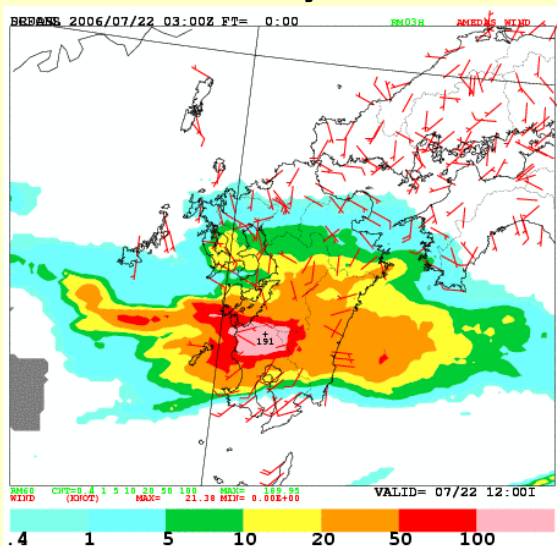 2006/07/22 03:00Z FT= 0:00
RM03H AMEDAS WIND
191
RM60 CNT=0.4 1 5 10 20 50 100 MAX= 189.95
WIND (KNOT) MAX= 21.38 MIN= 0.00E+00
VALID= 07/22 12:00I
.4 1 5 10 20 50 100